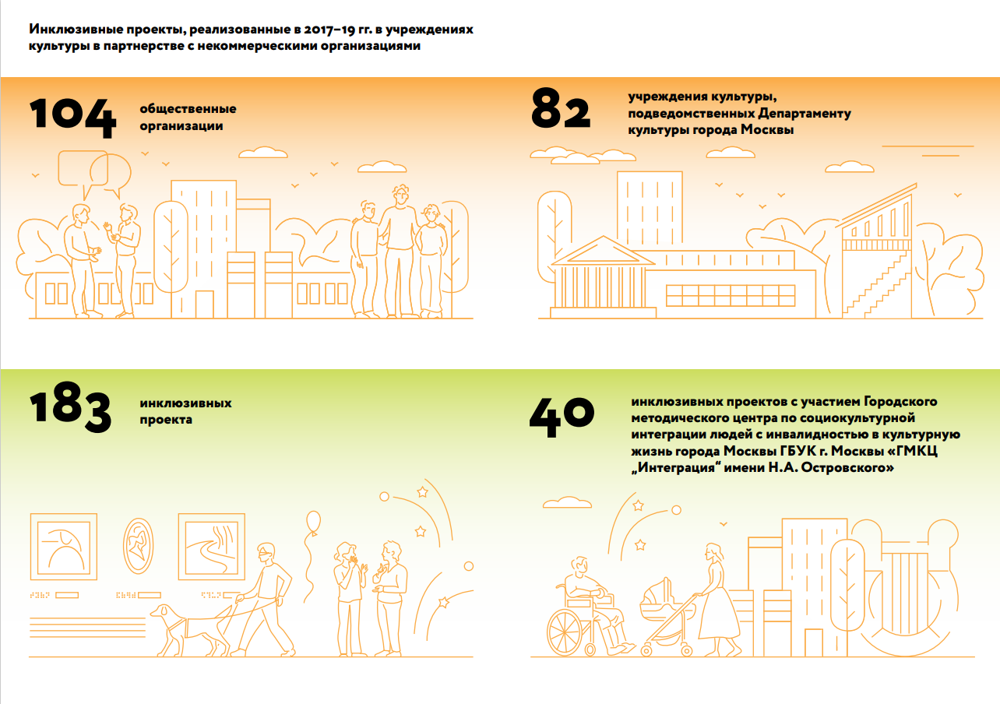 Инклюзивные проекты, реализованные в 2017–19 гг. в учреждениях
культуры в партнерстве с некоммерческими организациями
104
общественные
организации
82
учреждения культуры,
подведомственных Департаменту
культуры города Москвы
183
инклюзивных
проекта
40
инклюзивных проектов с участием Городского
методического центра по социокультурной
интеграции людей с инвалидностью в культурную
жизнь города Москвы ГБУК г. Москвы «ГМКЦ
„Интеграция“ имени Н.А. Островского»